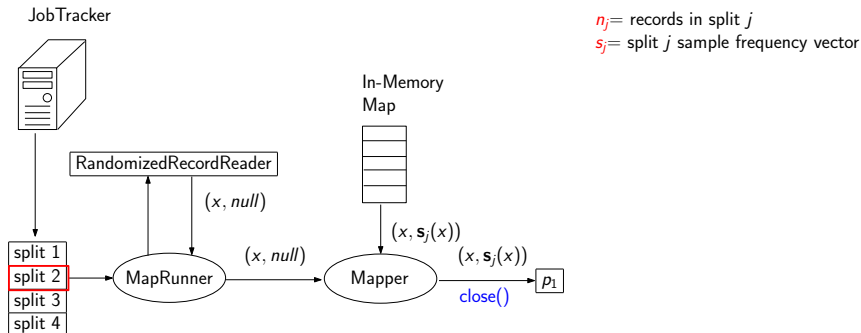 JobTracker
n_j= records in split j
s_j= split j sample frequency vector
In-Memory
Map
RandomizedRecordReader
(x, null)
(x, s_j(x))
split 1
split 2
split 3
split 4
MapRunner
(x, null)
Mapper
(x, s_j(x))
close()
p_1